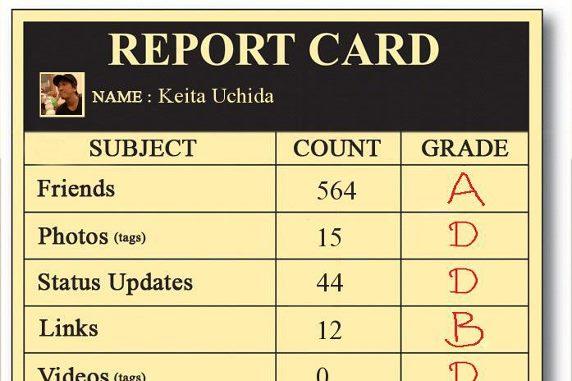 REPORT CARD
NAME : Keita Uchida
SUBJECT COUNT GRADE
Friends 564 A
Photos (tags) 15 D
Status Updates 44 D
Links 12 B
Videos (tags) 0 D